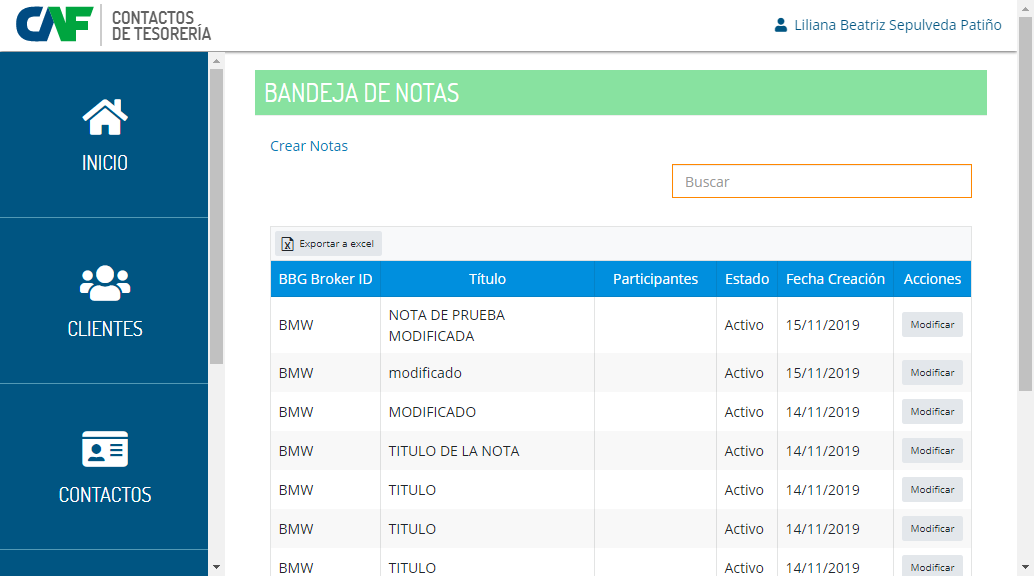 CAF
CONTACTOS
DE TESORERÍA
Liliana Beatriz Sepulveda Patiño
INICIO
CLIENTES
CONTACTOS
BANDEJA DE NOTAS
Crear Notas
Buscar
Exportar a excel
BBG Broker ID Título Participantes Estado Fecha Creación Acciones
BMW NOTA DE PRUEBA MODIFICADA Activo 15/11/2019 Modificar
BMW modificado Activo 15/11/2019 Modificar
BMW MODIFICADO Activo 14/11/2019 Modificar
BMW TITULO DE LA NOTA Activo 14/11/2019 Modificar
BMW TITULO Activo 14/11/2019 Modificar
BMW TITULO Activo 14/11/2019 Modificar
BMW TITULO Activo 14/11/2019 Modificar